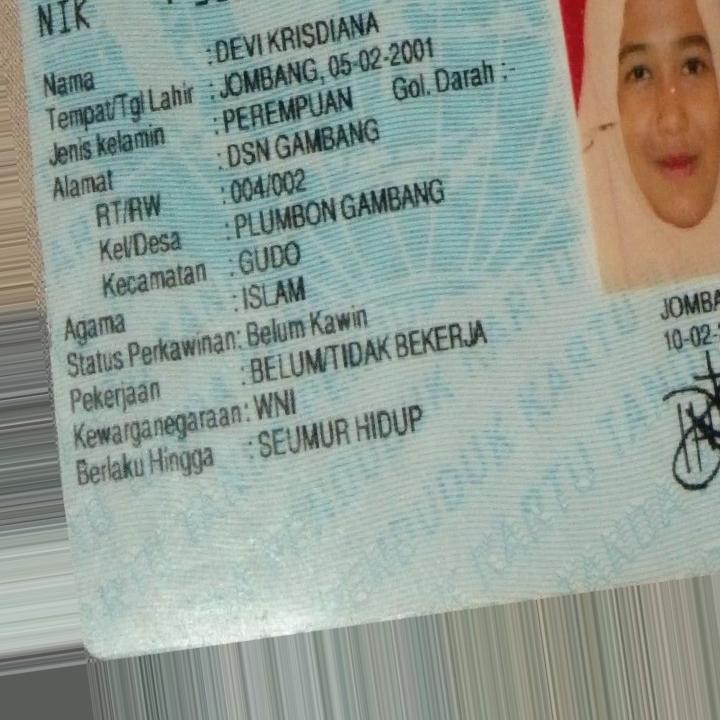 NIK
Nama : DEVI KRISDIANA
Tempat/Tgl Lahir : JOMBANG, 05-02-2001
Jenis kelamin : PEREMPUAN Gol. Darah : -
Alamat : DSN GAMBANG
RT/RW : 004/002
Kel/Desa : PLUMBON GAMBANG
Kecamatan : GUDO
Agama : ISLAM
Status Perkawinan: Belum Kawin
Pekerjaan : BELUM/TIDAK BEKERJA
Kewarganegaraan: WNI
Berlaku Hingga : SEUMUR HIDUP
JOMBA
10-02-